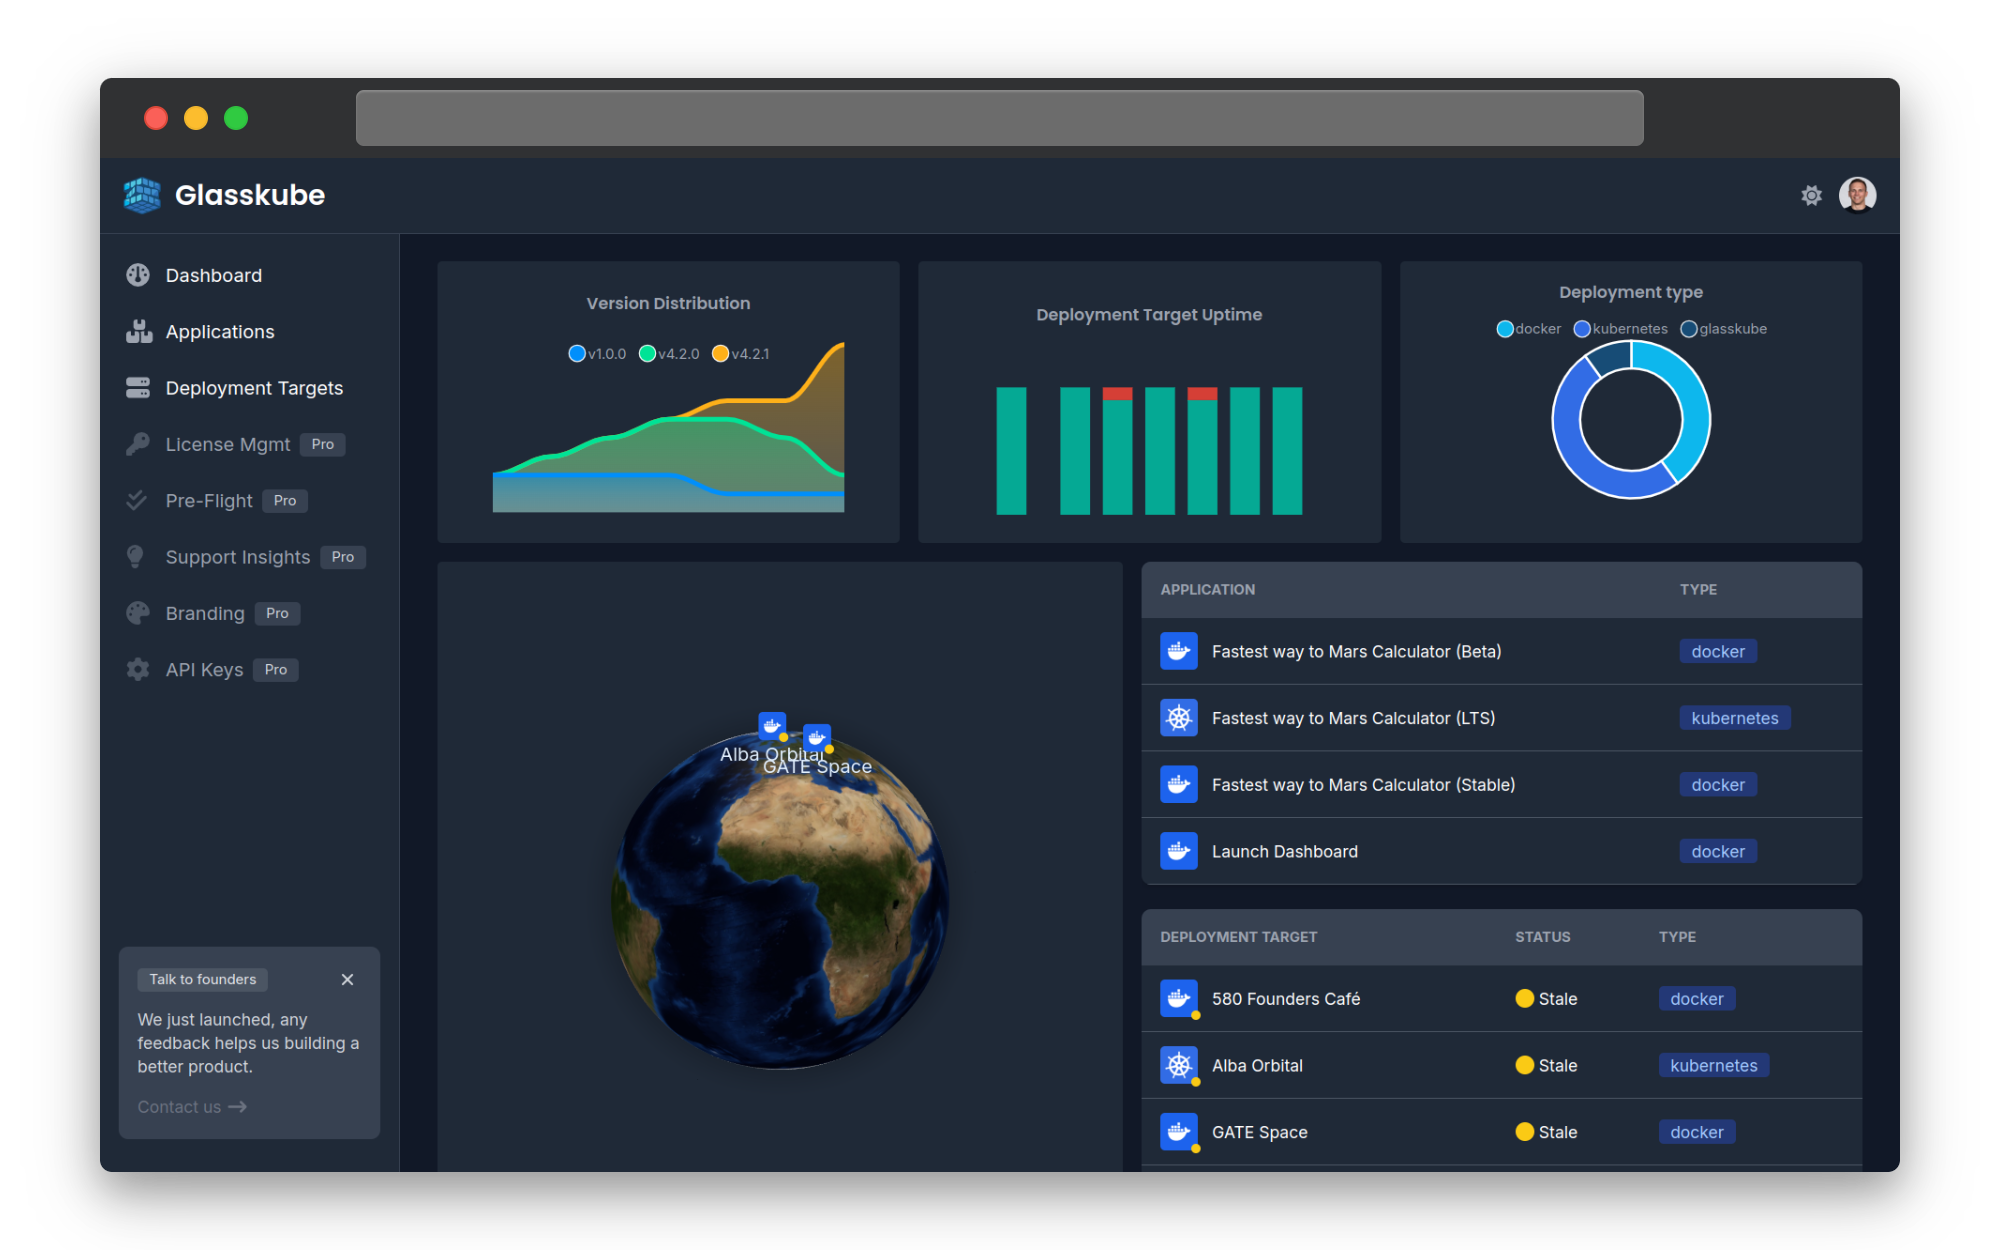 Glasskube
Dashboard
Applications
Deployment Targets
License Mgmt Pro
Pre-Flight Pro
Support Insights Pro
Branding Pro
API Keys Pro
Talk to founders
We just launched, any
feedback helps us building a
better product.
Contact us
Version Distribution
v1.0.0 v4.2.0 v4.2.1
Deployment Target Uptime
Deployment type
docker kubernetes glasskube
Alba Orbital
GATE Space
APPLICATION TYPE
Fastest way to Mars Calculator (Beta) docker
Fastest way to Mars Calculator (LTS) kubernetes
Fastest way to Mars Calculator (Stable) docker
Launch Dashboard docker
DEPLOYMENT TARGET STATUS TYPE
580 Founders Café Stale docker
Alba Orbital Stale kubernetes
GATE Space Stale docker